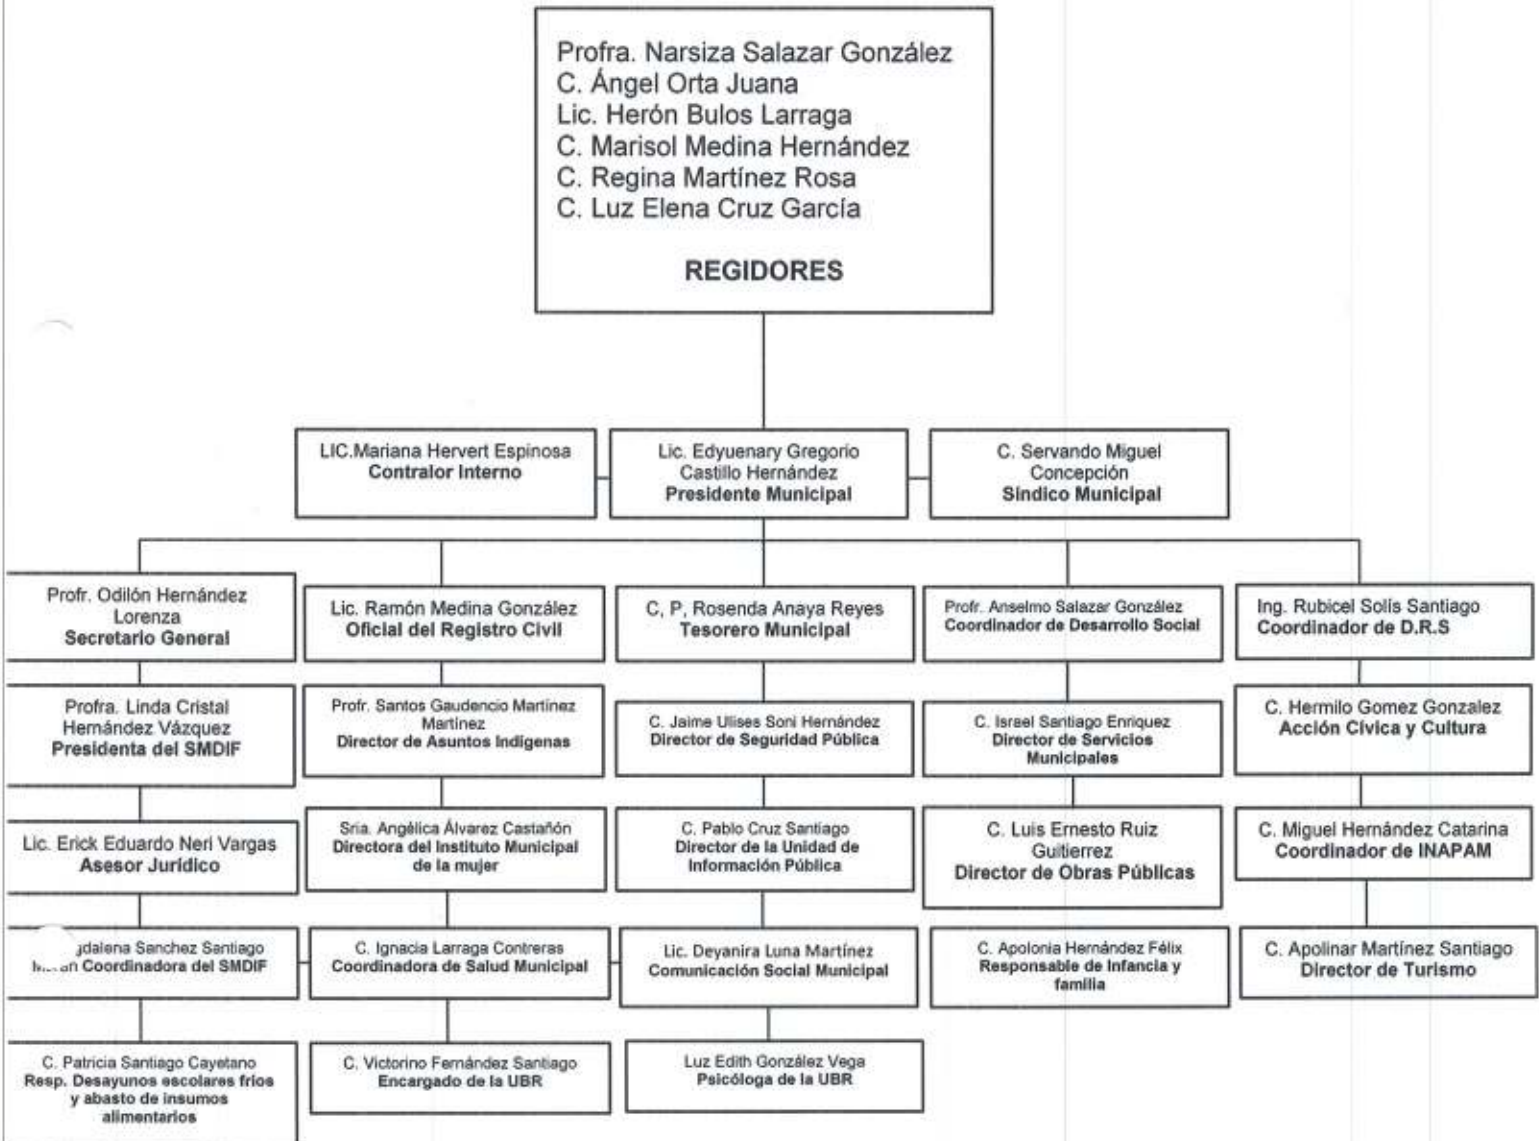 Profra. Narsiza Salazar González
C. Ángel Orta Juana
Lic. Herón Bulos Larraga
C. Marisol Medina Hernández
C. Regina Martínez Rosa
C. Luz Elena Cruz García
REGIDORES
LIC.Mariana Hervert Espinosa
Contralor Interno
Lic. Edyuenary Gregorio
Castillo Hernández
Presidente Municipal
C. Servando Miguel
Concepción
Sindico Municipal
Profr. Odilón Hernández
Lorenza
Secretario General
Lic. Ramón Medina González
Oficial del Registro Civil
C, P, Rosenda Anaya Reyes
Tesorero Municipal
Profr. Anselmo Salazar González
Coordinador de Desarrollo Social
Ing. Rubicel Solís Santiago
Coordinador de D.R.S
Profra. Linda Cristal
Hernández Vázquez
Presidenta del SMDIF
Profr. Santos Gaudencio Martínez
Martínez
Director de Asuntos Indígenas
C. Jaime Ulises Soni Hernández
Director de Seguridad Pública
C. Israel Santiago Enriquez
Director de Servicios
Municipales
C. Hermilo Gomez Gonzalez
Acción Cívica y Cultura
Lic. Erick Eduardo Neri Vargas
Asesor Jurídico
Sria. Angélica Álvarez Castañón
Directora del Instituto Municipal
de la mujer
C. Pablo Cruz Santiago
Director de la Unidad de
Información Pública
C. Luis Ernesto Ruiz
Guitierrez
Director de Obras Públicas
C. Miguel Hernández Catarina
Coordinador de INAPAM
Sanchez Santiago
Coordinadora del SMDIF
C. Ignacia Larraga Contreras
Coordinadora de Salud Municipal
Lic. Deyanira Luna Martínez
Comunicación Social Municipal
C. Apolonia Hernández Félix
Responsable de Infancia y
familia
C. Apolinar Martínez Santiago
Director de Turismo
C. Patricia Santiago Cayetano
Resp. Desayunos escolares fríos
y abasto de insumos
alimentarios
C. Victorino Fernández Santiago
Encargado de la UBR
Luz Edith González Vega
Psicóloga de la UBR